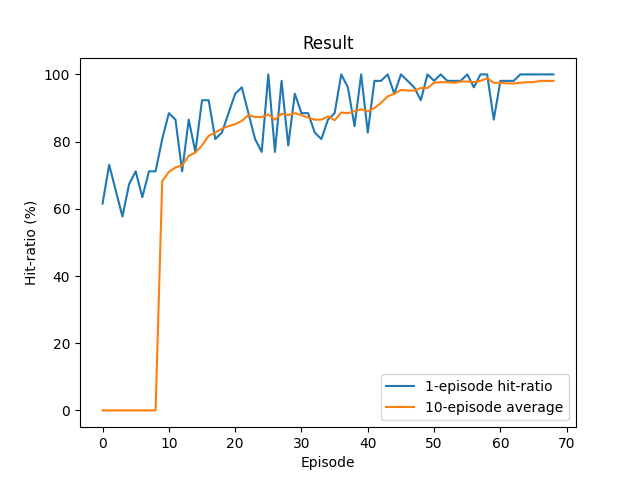 Result
Hit-ratio (%)
100
80
60
40
20
0
0 10 20 30 40 50 60 70
Episode
1-episode hit-ratio
10-episode average